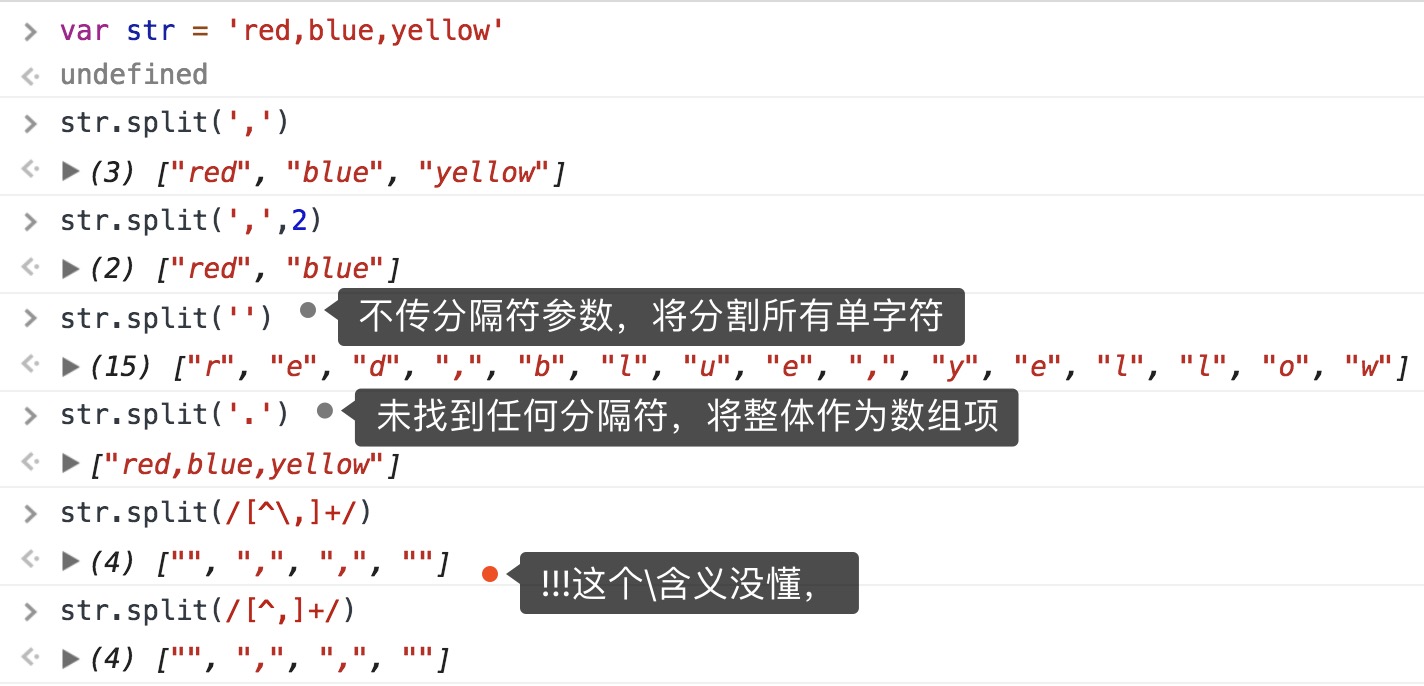 > var str = 'red,blue,yellow'
undefined
> str.split(',')
(3) ["red", "blue", "yellow"]
> str.split(',',2)
(2) ["red", "blue"]
> str.split('') 不传分隔符参数，将分割所有单字符
(15) ["r", "e", "d", ",", "b", "l", "u", "e", ",", "y", "e", "l", "l", "o", "w"]
> str.split('.') 未找到任何分隔符，将整体作为数组项
["red,blue,yellow"]
> str.split(/[^\,]+/)
(4) ["", ",", ",", ""]
!!!这个\含义没懂，
> str.split(/[^,]+/)
(4) ["", ",", ",", ""]